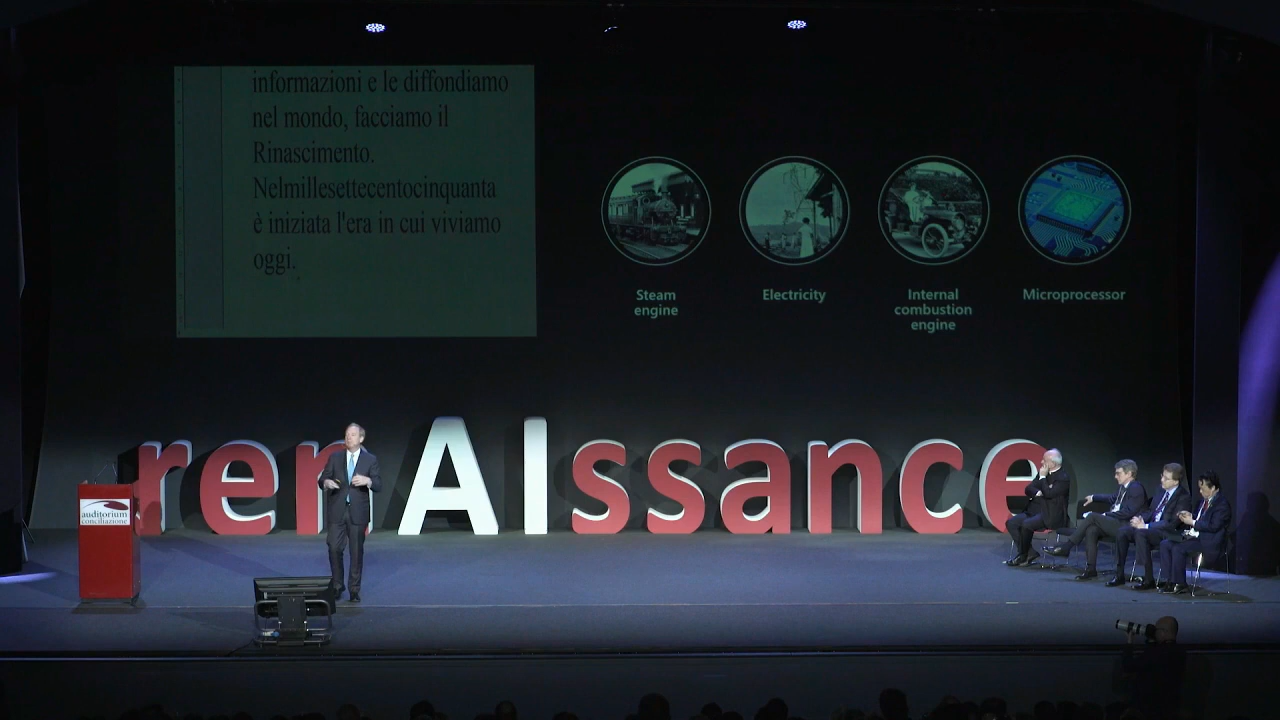 informazioni e le diffondiamo
nel mondo, facciamo il
Rinascimento.
Nelmillesettecentocinquanta
è iniziata l'era in cui viviamo
oggi.
Steam
engine
Electricity
Internal
combustion
engine
Microprocessor
renAIssance
auditorium
conciliazione